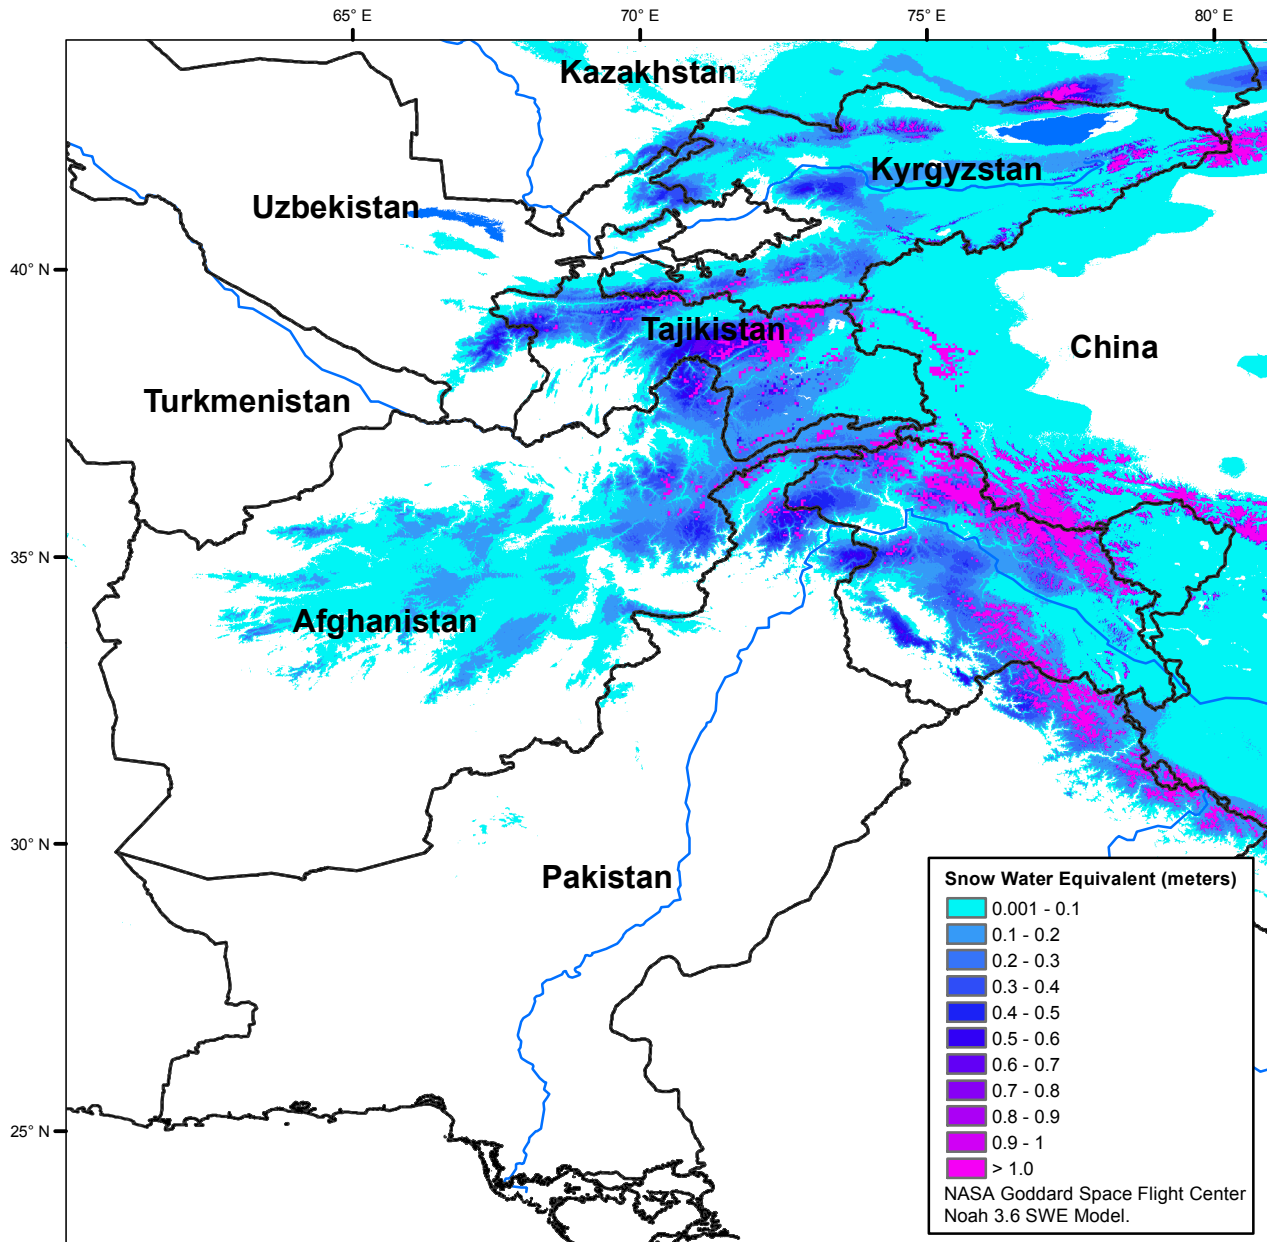 65° E
70° E
75° E
80° E
Kazakhstan
Kyrgyzstan
Uzbekistan
40° N
Tajikistan
China
Turkmenistan
35° N
Afghanistan
30° N
Pakistan
25° N
Snow Water Equivalent (meters)
0.001 - 0.1
0.1 - 0.2
0.2 - 0.3
0.3 - 0.4
0.4 - 0.5
0.5 - 0.6
0.6 - 0.7
0.7 - 0.8
0.8 - 0.9
0.9 - 1
> 1.0
NASA Goddard Space Flight Center
Noah 3.6 SWE Model.